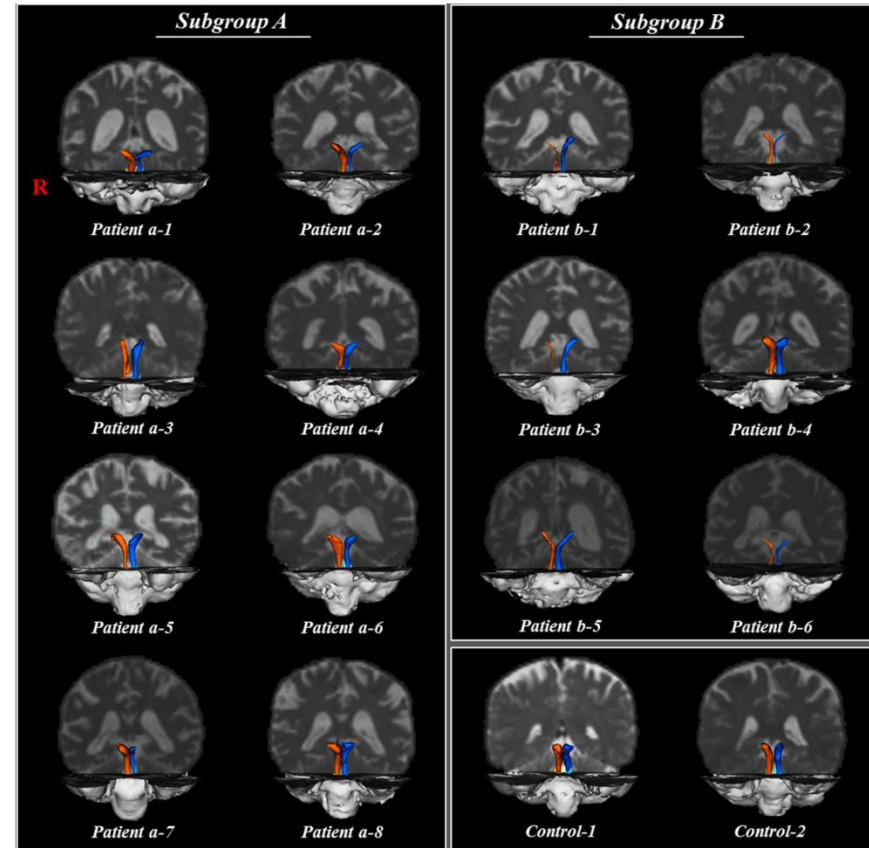 Subgroup A
Subgroup B
R
Patient a-1
Patient a-2
Patient b-1
Patient b-2
Patient a-3
Patient a-4
Patient b-3
Patient b-4
Patient a-5
Patient a-6
Patient b-5
Patient b-6
Patient a-7
Patient a-8
Control-1
Control-2